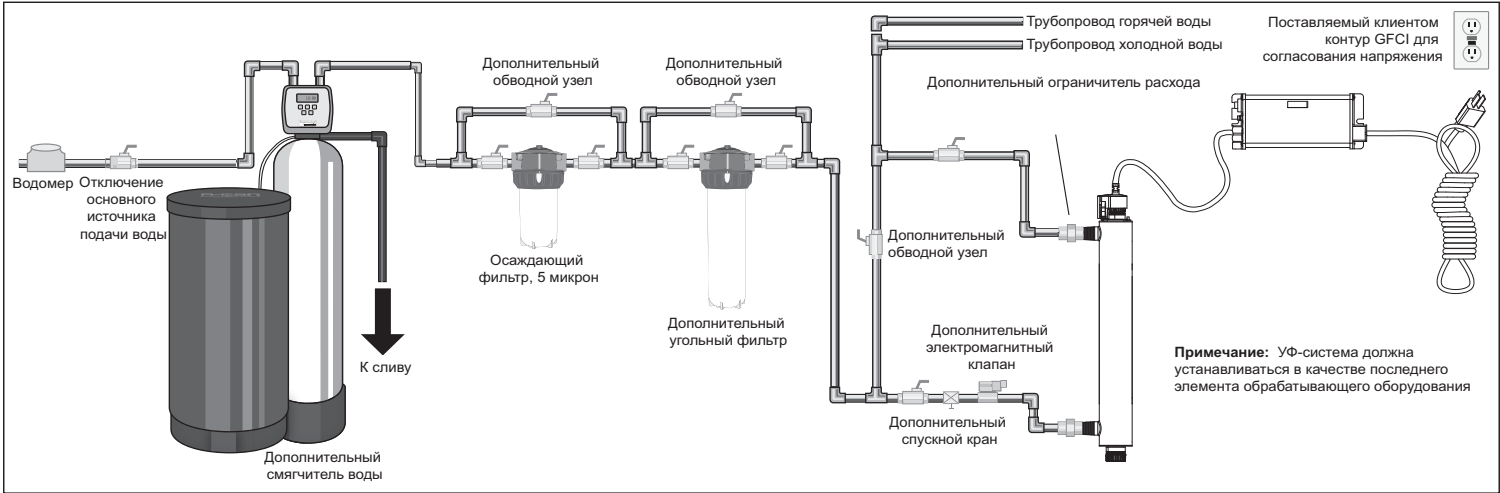 Трубопровод горячей воды
Трубопровод холодной воды
Поставляемый клиентом
контур GFCI для
согласования напряжения
Дополнительный
обводной узел
Дополнительный
обводной узел
Дополнительный ограничитель расхода
Водомер
Отключение
основного
источника
подачи воды
Осаждающий
фильтр, 5 микрон
Дополнительный
обводной узел
Дополнительный
угольный фильтр
Дополнительный
электромагнитный
клапан
К сливу
Примечание: УФ-система должна
устанавливаться в качестве последнего
элемента обрабатывающего оборудования
Дополнительный
спускной кран
Дополнительный
смягчитель воды